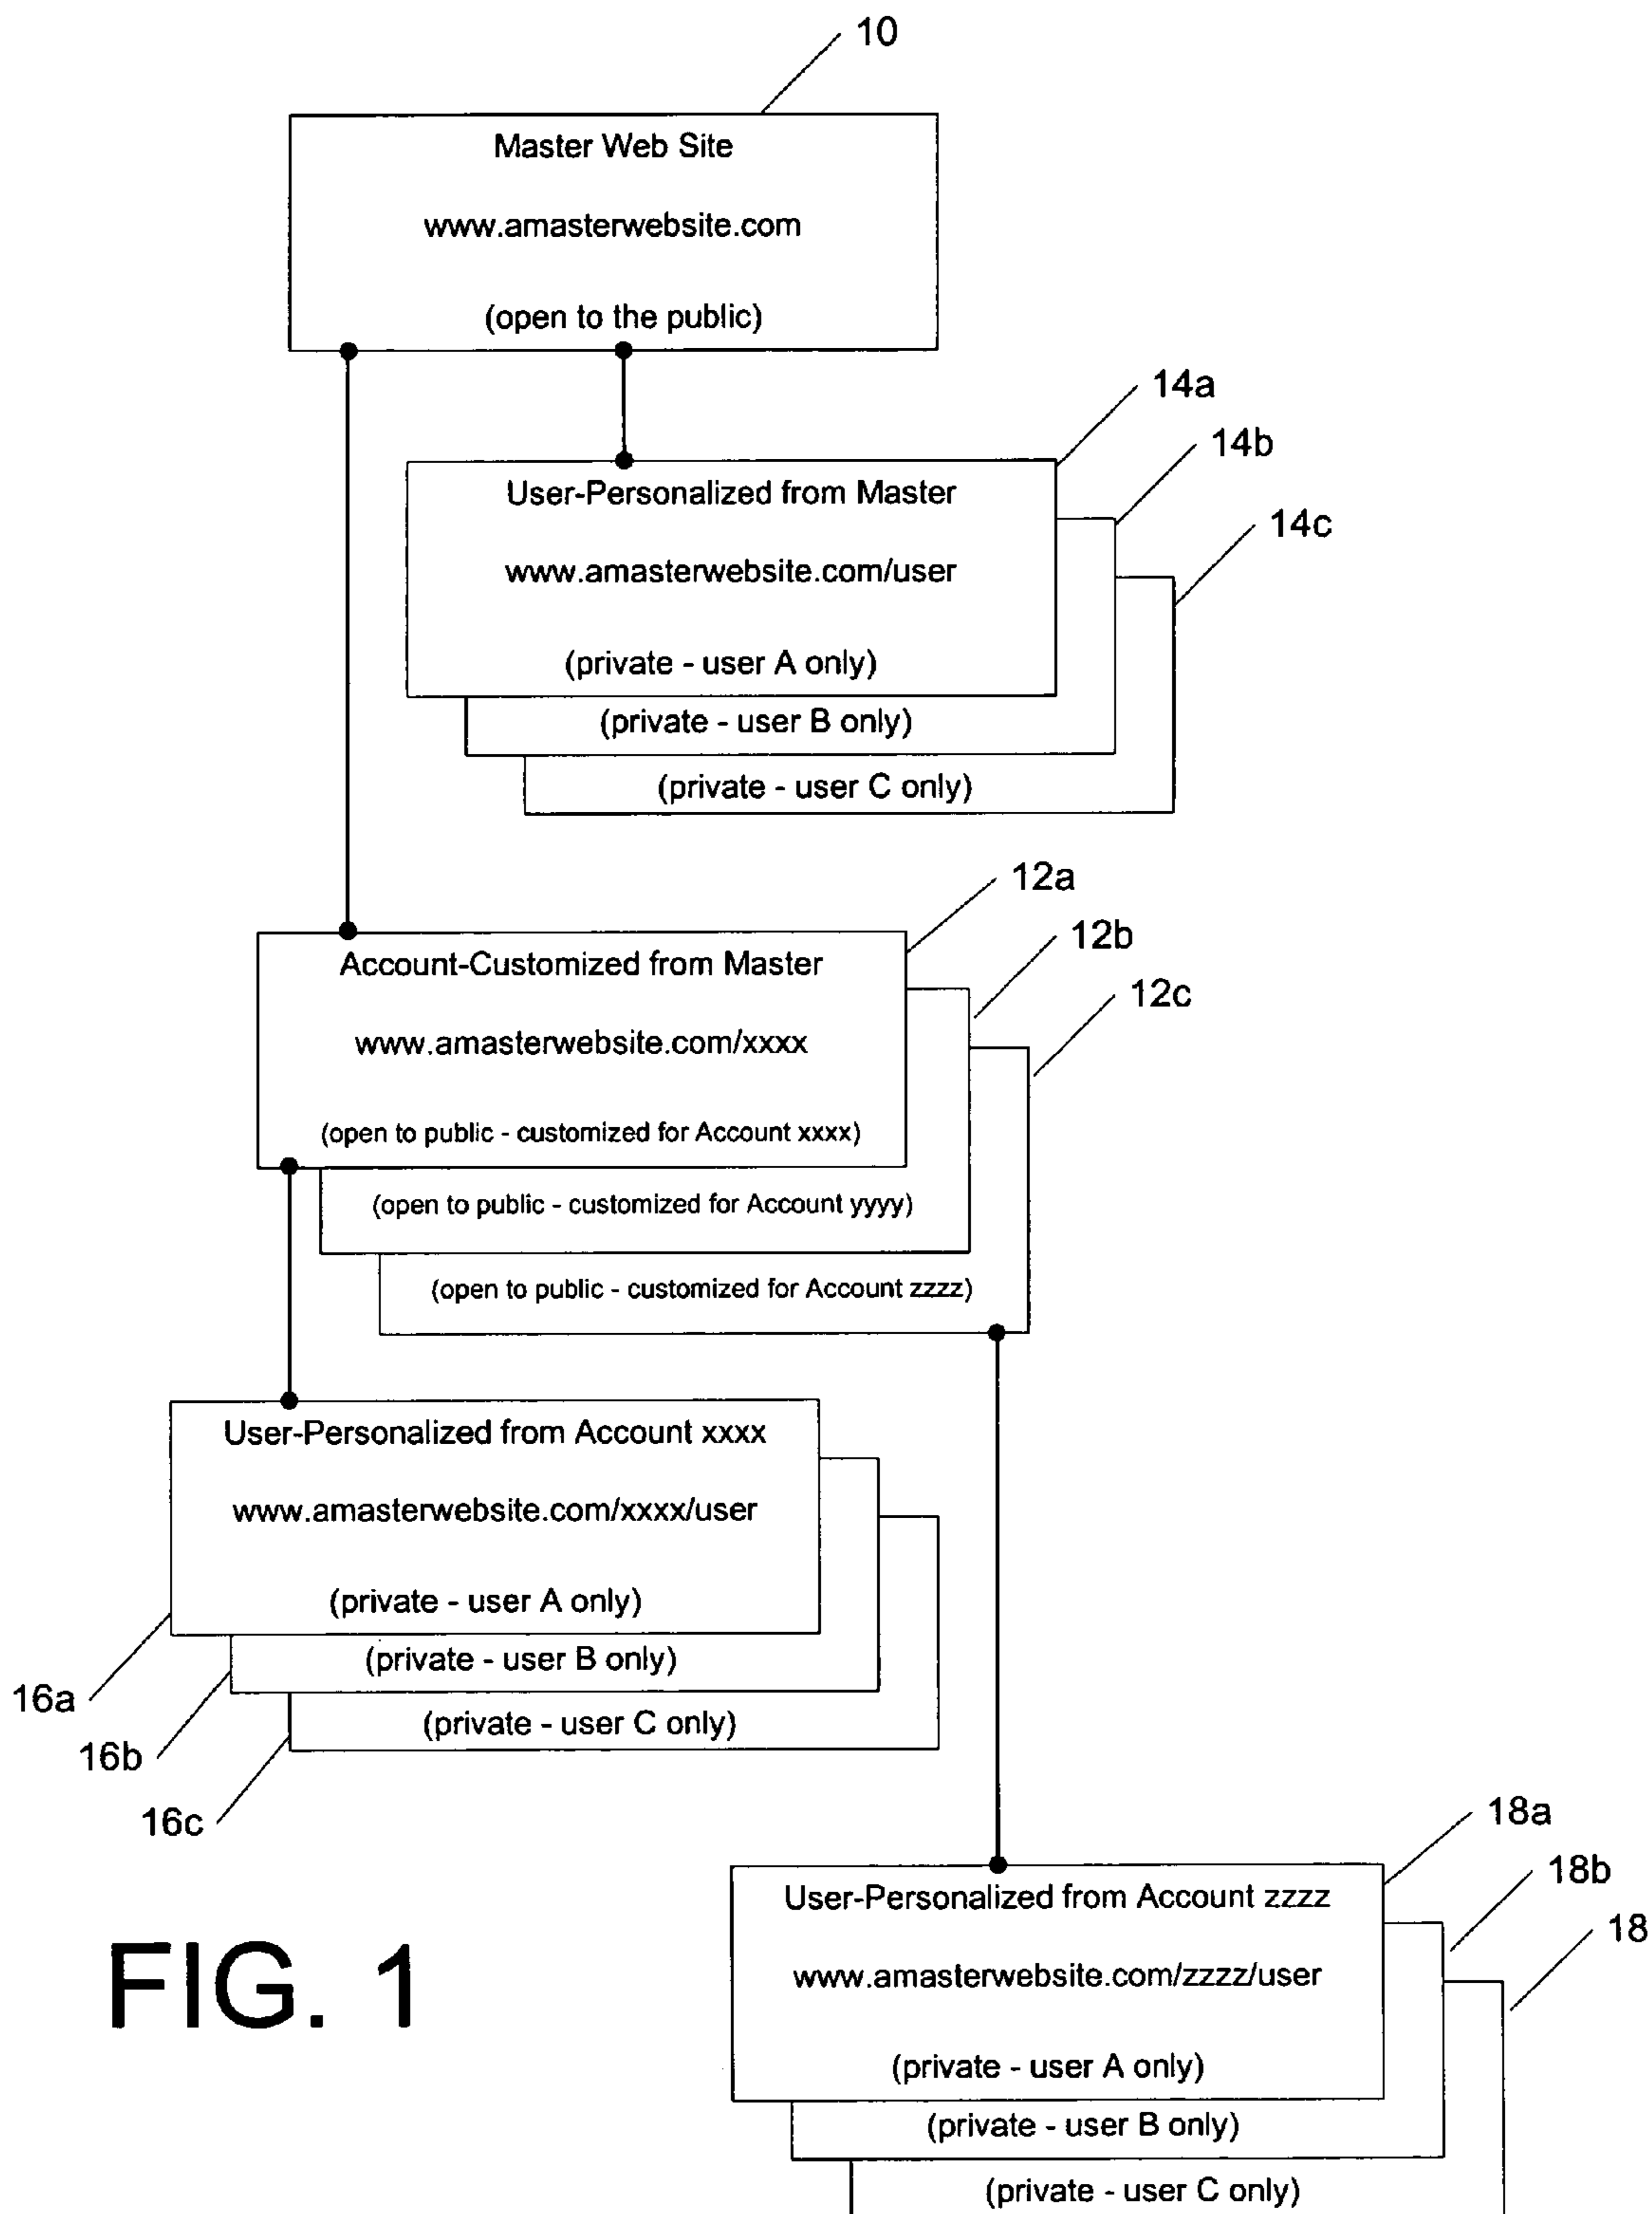 10
Master Web Site
www.amasterwebsite.com
(open to the public)
14a
14b
14c
User-Personalized from Master
www.amasterwebsite.com/user
(private - user A only)
(private - user B only)
(private - user C only)
12a
12b
12c
Account-Customized from Master
www.amasterwebsite.com/xxxx
(open to public - customized for Account xxxx)
(open to public - customized for Account yyyy)
(open to public - customized for Account zzzz)
User-Personalized from Account xxxx
www.amasterwebsite.com/xxxx/user
(private - user A only)
(private - user B only)
(private - user C only)
16a
16b
16c
18a
18b
18
User-Personalized from Account zzzz
www.amasterwebsite.com/zzzz/user
(private - user A only)
(private - user B only)
(private - user C only)
FIG. 1